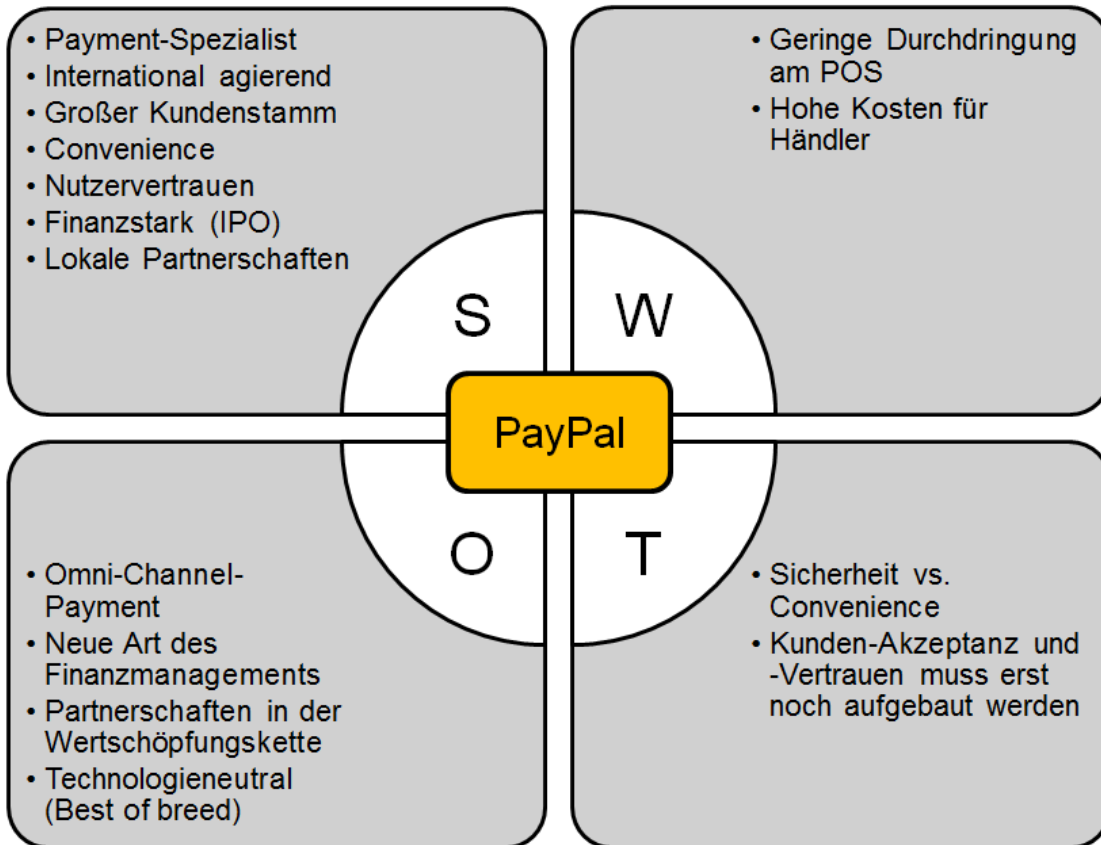 • Payment-Spezialist
• International agierend
• Großer Kundenstamm
• Convenience
• Nutzervertrauen
• Finanzstark (IPO)
• Lokale Partnerschaften
• Geringe Durchdringung
am POS
• Hohe Kosten für
Händler
S
W
PayPal
O
T
• Omni-Channel-
Payment
• Neue Art des
Finanzmanagements
• Partnerschaften in der
Wertschöpfungskette
• Technologieneutral
(Best of breed)
• Sicherheit vs.
Convenience
• Kunden-Akzeptanz und
-Vertrauen muss erst
noch aufgebaut werden